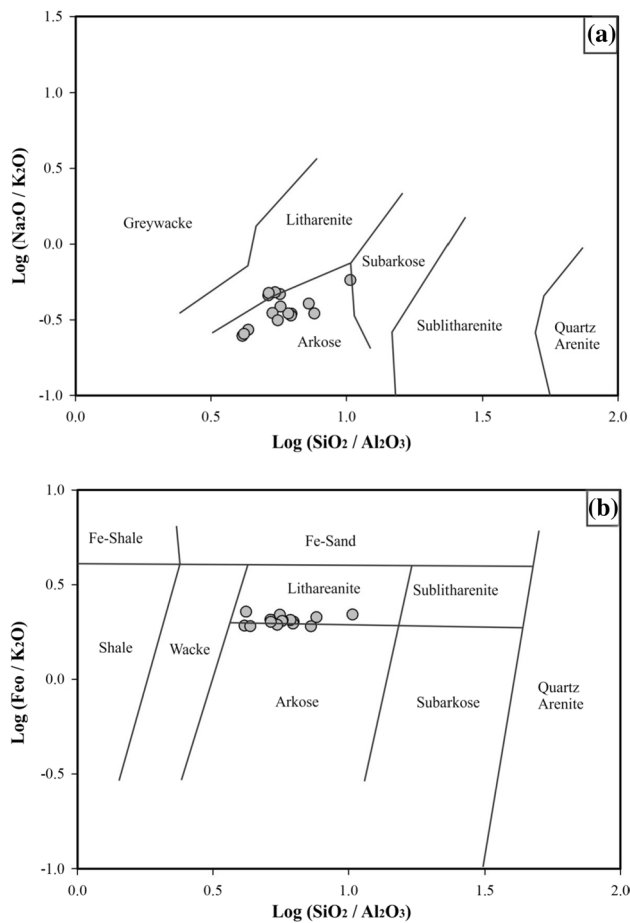 (a)
1.5
1.0
0.5
0.0
-0.5
-1.0
Log (Na2O / K2O)
Greywacke
Litharenite
Subarkose
Arkose
Sublitharenite
Quartz
Arenite
0.0
0.5
1.0
1.5
2.0
Log (SiO2 / Al2O3)
(b)
1.0
0.5
0.0
-0.5
-1.0
Log (Feo / K2O)
Fe-Shale
Fe-Sand
Lithareanite
Sublitharenite
Shale
Wacke
Arkose
Subarkose
Quartz
Arenite
0.0
0.5
1.0
1.5
2.0
Log (SiO2 / Al2O3)